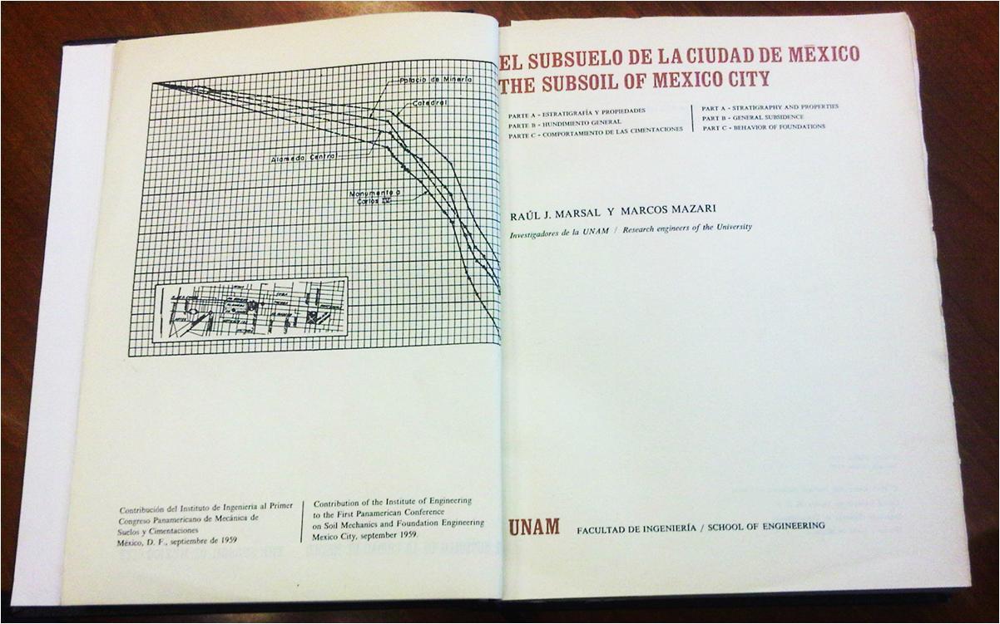 Palacio de Minería
Catedral
Alameda Central
Monumento a
Carlos IV
Contribución del Instituto de Ingeniería al Primer
Congreso Panamericano de Mecánica de
Suelos y Cimentaciones
México, D. F., septiembre de 1959
Contribution of the Institute of Engineering
to the First Panamerican Conference
on Soil Mechanics and Foundation Engineering
Mexico City, september 1959.
EL SUBSUELO DE LA CIUDAD DE MÉXICO
THE SUBSOIL OF MEXICO CITY
PARTE A - ESTRATIGRAFÍA Y PROPIEDADES
PARTE B - HUNDIMIENTO GENERAL
PARTE C - COMPORTAMIENTO DE LAS CIMENTACIONES
PART A - STRATIGRAPHY AND PROPERTIES
PART B - GENERAL SUBSIDENCE
PART C - BEHAVIOR OF FOUNDATIONS
RAÚL J. MARSAL Y MARCOS MAZARI
Investigadores de la UNAM / Research engineers of the University
UNAM FACULTAD DE INGENIERÍA / SCHOOL OF ENGINEERING